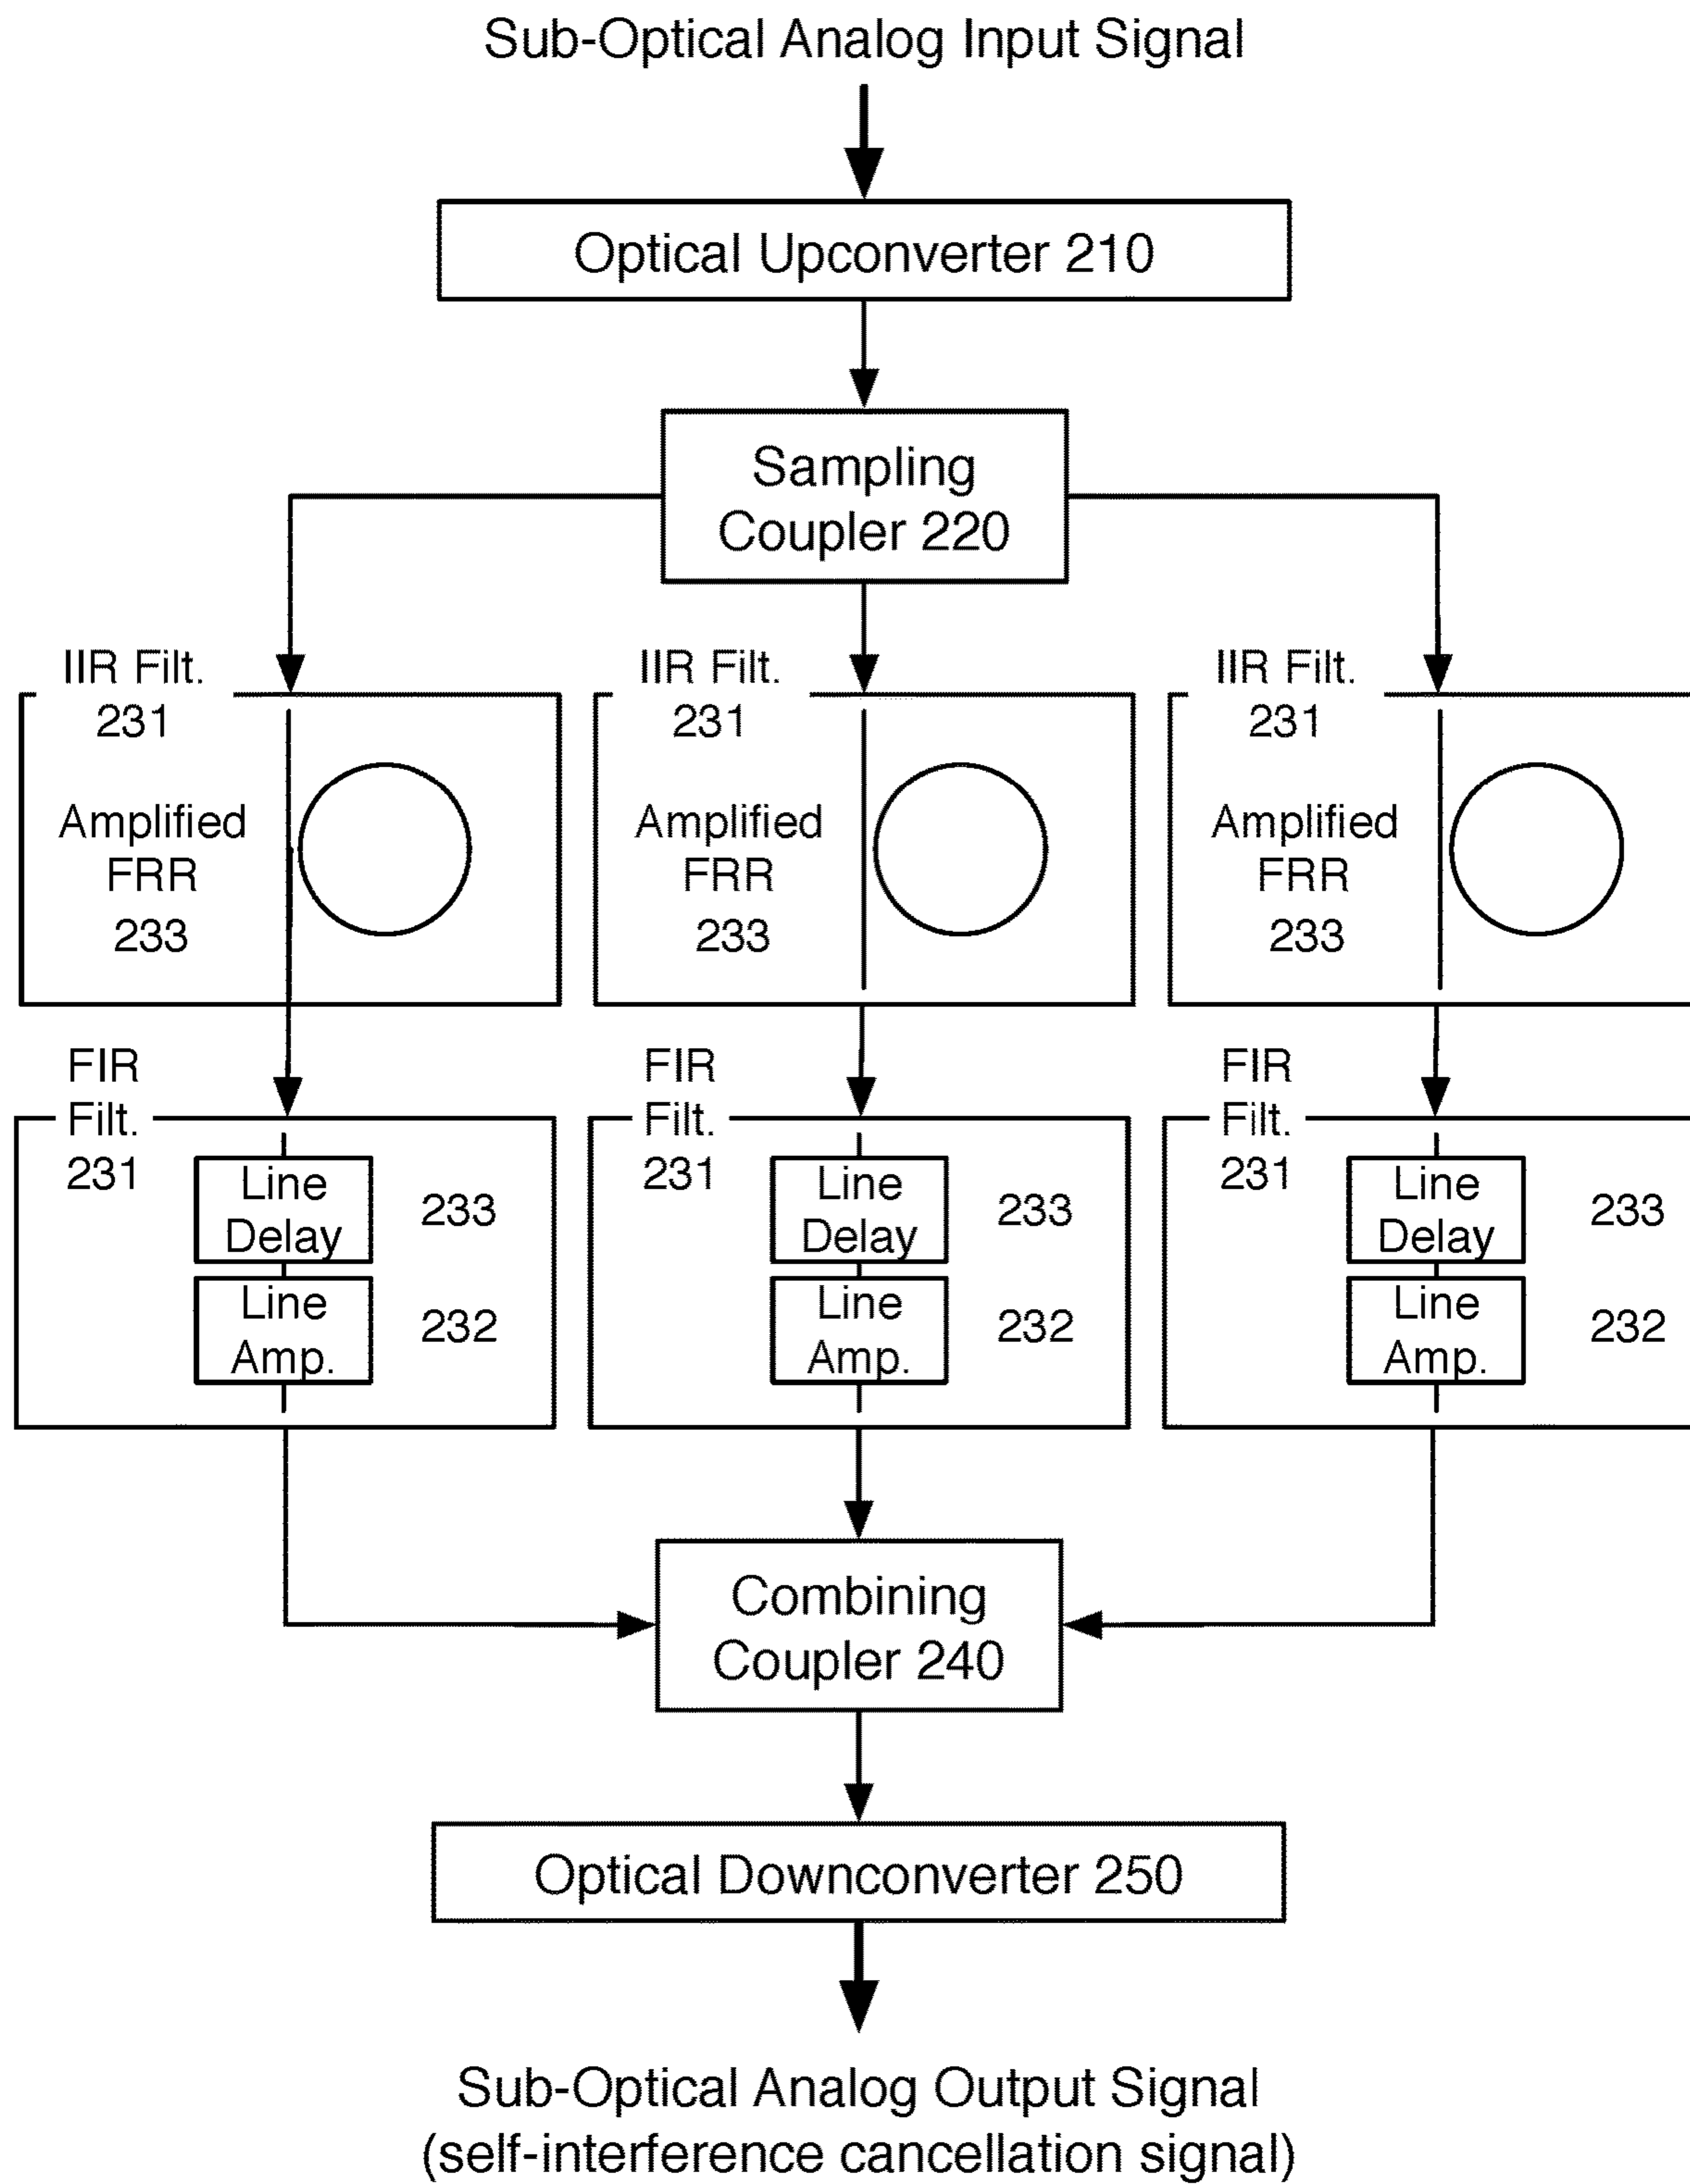 Sub-Optical Analog Input Signal
Optical Upconverter 210
Sampling
Coupler 220
IIR Filt.
231
Amplified
FRR
233
IIR Filt.
231
Amplified
FRR
233
IIR Filt.
231
Amplified
FRR
233
FIR
Filt.
231
Line
Delay
233
Line
Amp.
232
FIR
Filt.
231
Line
Delay
233
Line
Amp.
232
FIR
Filt.
231
Line
Delay
233
Line
Amp.
232
Combining
Coupler 240
Optical Downconverter 250
Sub-Optical Analog Output Signal
(self-interference cancellation signal)